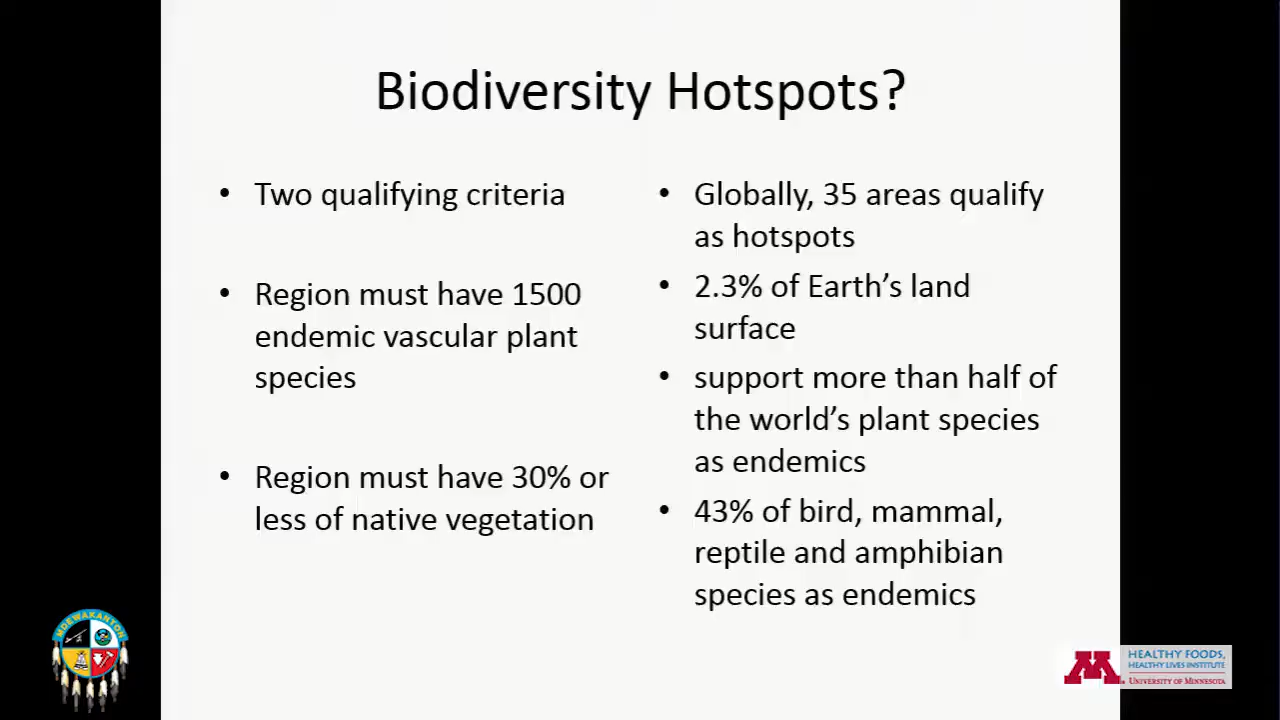 Biodiversity Hotspots?
• Two qualifying criteria
• Region must have 1500
endemic vascular plant
species
• Region must have 30% or
less of native vegetation
• Globally, 35 areas qualify
as hotspots
• 2.3% of Earth's land
surface
• support more than half of
the world's plant species
as endemics
• 43% of bird, mammal,
reptile and amphibian
species as endemics
MDEWAKANTON
M
HEALTHY FOODS,
HEALTHY LIVES INSTITUTE
UNIVERSITY OF MINNESOTA